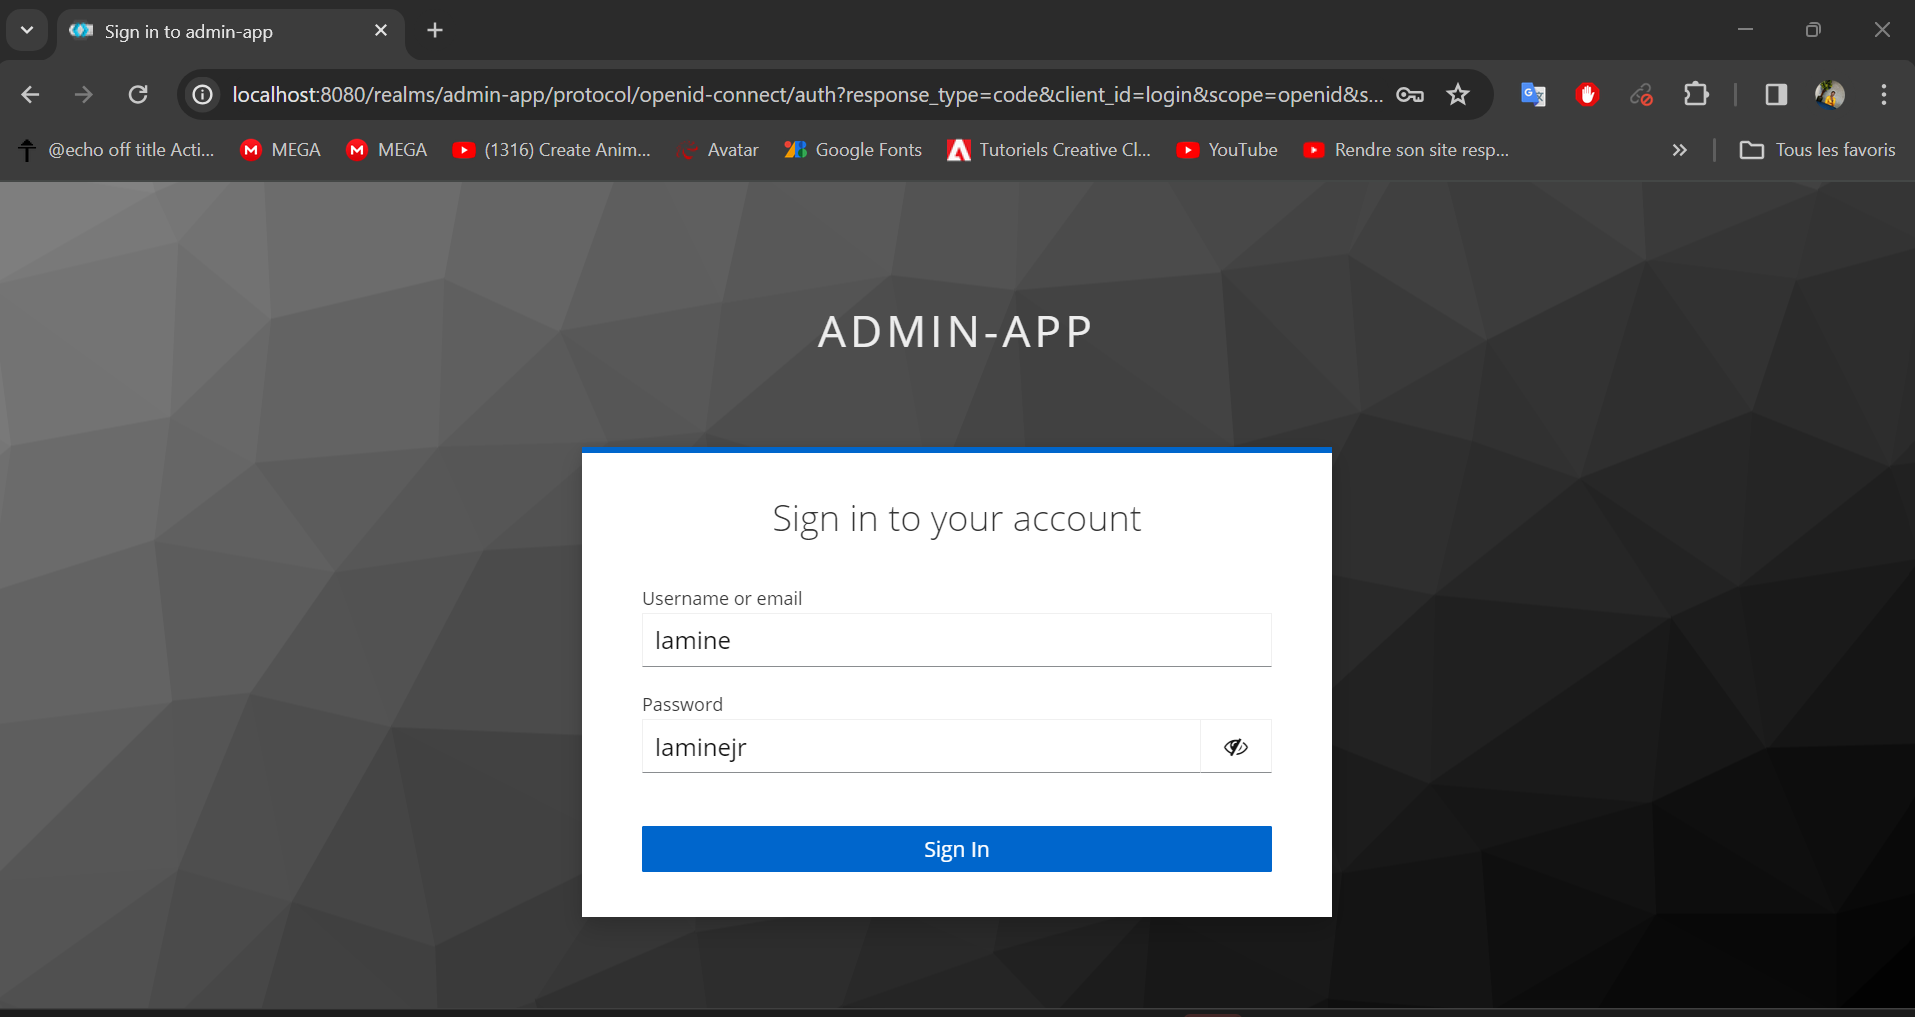 Sign in to admin-app
localhost:8080/realms/admin-app/protocol/openid-connect/auth?response_type=code&client_id=login&scope=openid&s...
@echo off title Acti... MEGA MEGA (1316) Create Anim... Avatar Google Fonts Tutoriels Creative Cl... YouTube Rendre son site resp... » Tous les favoris
ADMIN-APP
Sign in to your account
Username or email
lamine
Password
laminejr
Sign In